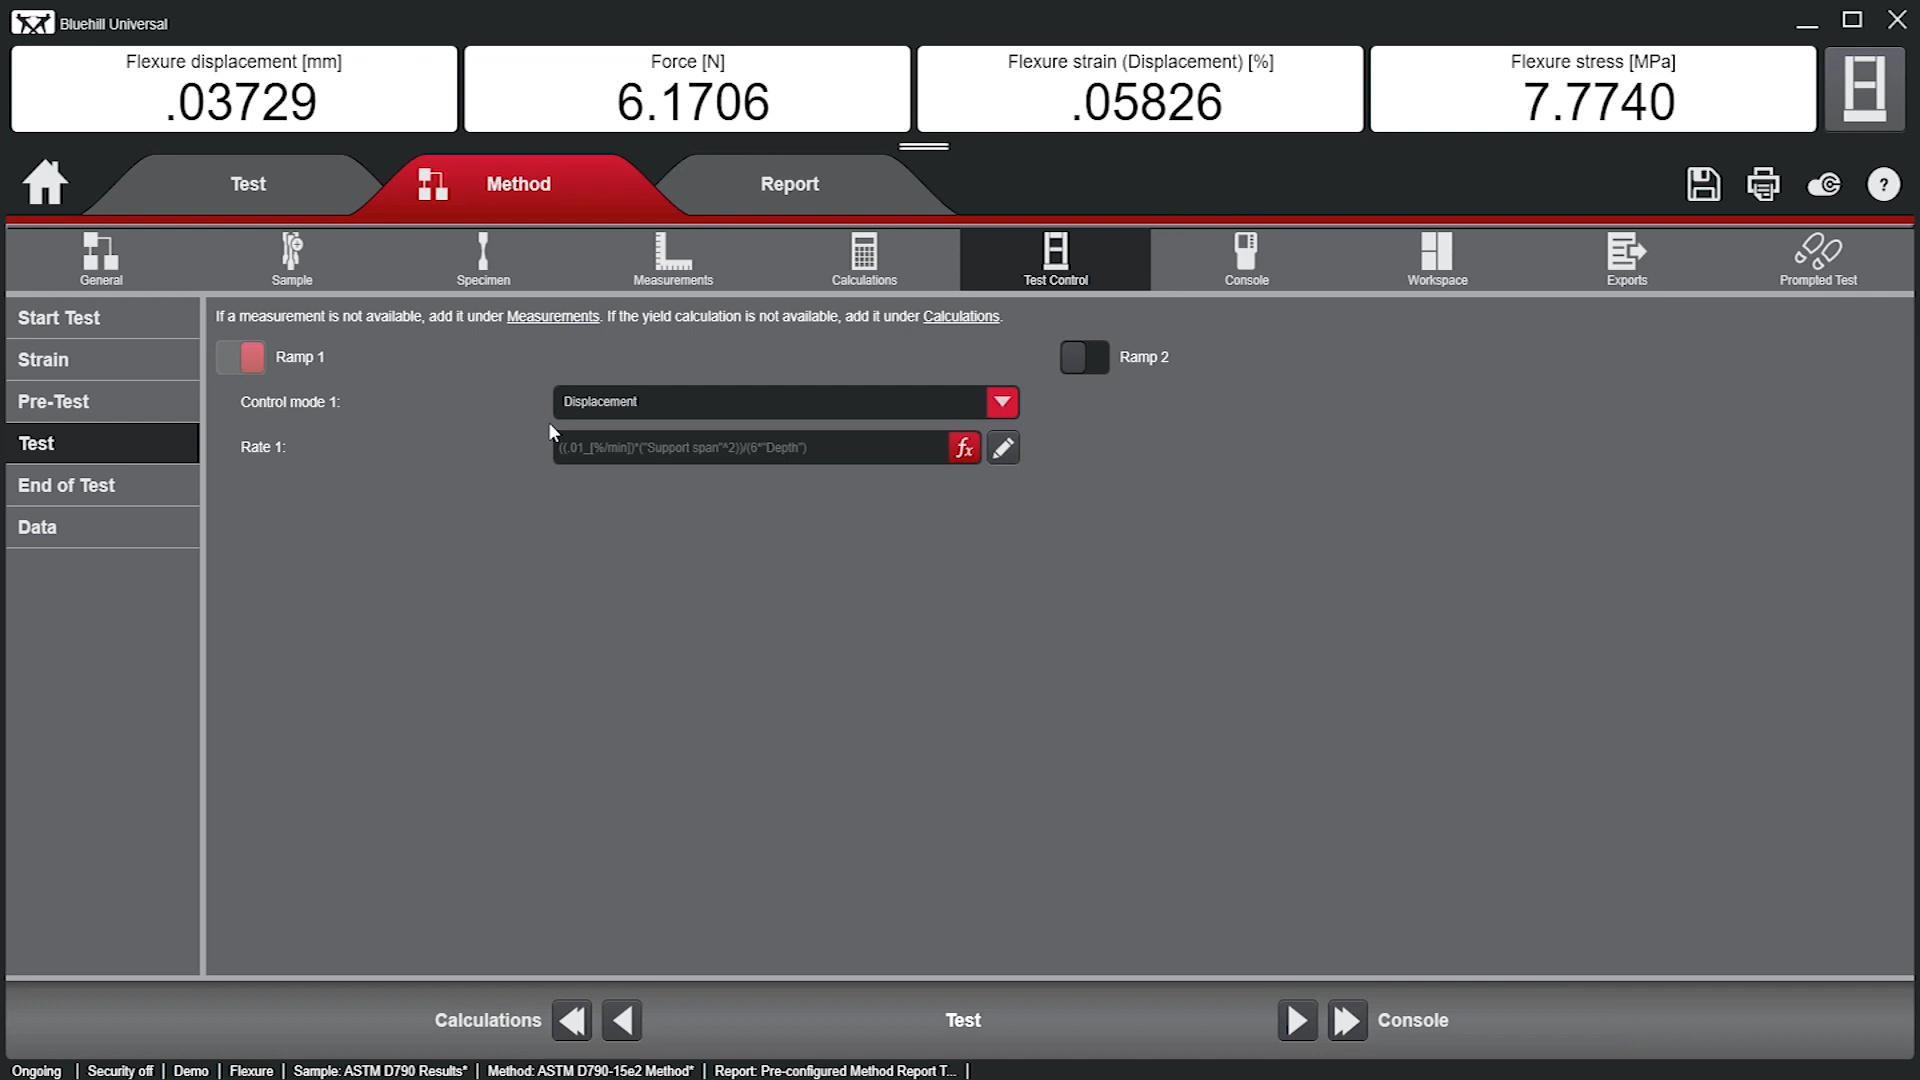 Bluehill Universal
Flexure displacement [mm]
.03729
Force [N]
6.1706
Flexure strain (Displacement) [%]
.05826
Flexure stress [MPa]
7.7740
Test
Method
Report
?
General
Sample
Specimen
Measurements
Calculations
Test Control
Console
Workspace
Exports
Prompted Test
Start Test
Strain
Pre-Test
Test
End of Test
Data
If a measurement is not available, add it under Measurements. If the yield calculation is not available, add it under Calculations.
Ramp 1
Ramp 2
Control mode 1:
Displacement
Rate 1:
((.01_[%/min])*("Support span"^2))/(6*"Depth")
fx
Calculations
Test
Console
Ongoing | Security off | Demo | Flexure | Sample: ASTM D790 Results* | Method: ASTM D790-15e2 Method* | Report: Pre-configured Method Report T... |